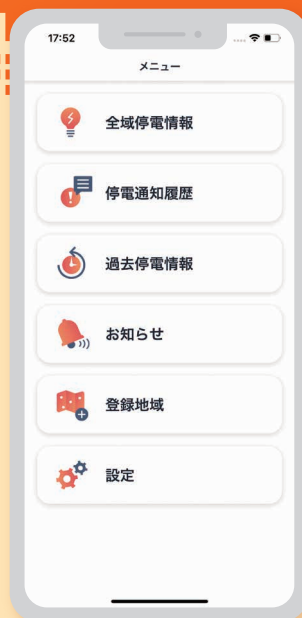 17:52
メニュー
全域停電情報
停電通知履歴
過去停電情報
お知らせ
登録地域
設定